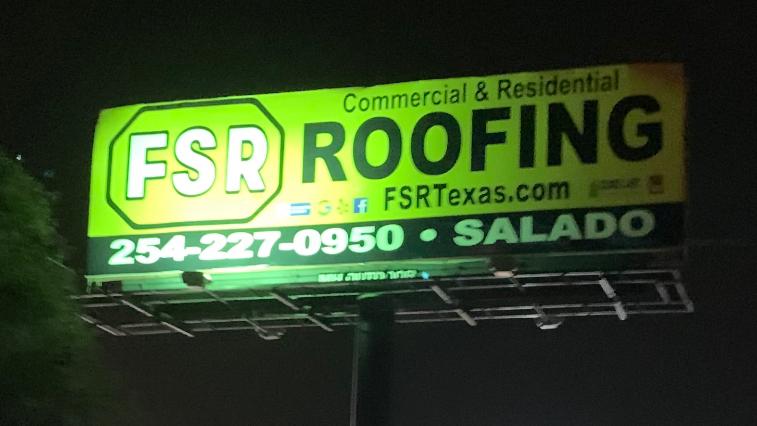 Commercial & Residential
FSR ROOFING
FSRTexas.com
254-227-0950 • SALADO